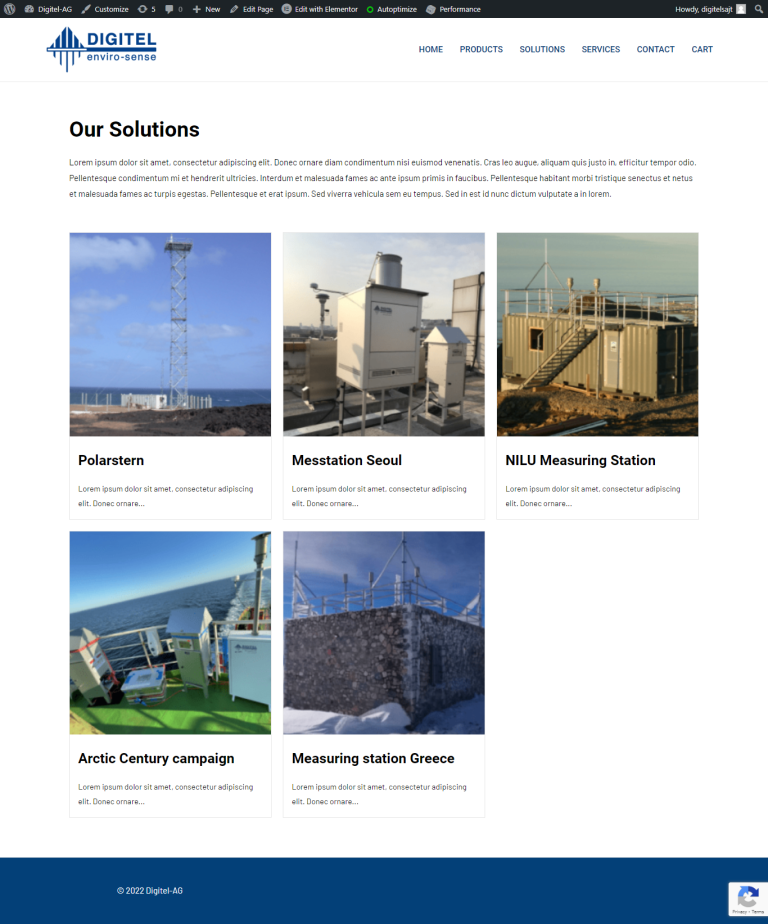 Digitel-AG Customize 5 0 New Edit Page Edit with Elementor Autoptimize Performance Howdy, digitelsajt
DIGITEL
enviro-sense
HOME PRODUCTS SOLUTIONS SERVICES CONTACT CART
Our Solutions
Lorem ipsum dolor sit amet, consectetur adipiscing elit. Donec ornare diam condimentum nisi euismod venenatis. Cras leo augue, aliquam quis justo in, efficitur tempor odio.
Pellentesque condimentum mi et hendrerit ultricies. Interdum et malesuada fames ac ante ipsum primis in faucibus. Pellentesque habitant morbi tristique senectus et netus
et malesuada fames ac turpis egestas. Pellentesque et erat ipsum. Sed viverra vehicula sem eu tempus. Sed in est id nunc dictum vulputate a in lorem.
Polarstern
Lorem ipsum dolor sit amet, consectetur adipiscing
elit. Donec ornare...
Messtation Seoul
Lorem ipsum dolor sit amet, consectetur adipiscing
elit. Donec ornare...
NILU Measuring Station
Lorem ipsum dolor sit amet, consectetur adipiscing
elit. Donec ornare...
Arctic Century campaign
Lorem ipsum dolor sit amet, consectetur adipiscing
elit. Donec ornare...
Measuring station Greece
Lorem ipsum dolor sit amet, consectetur adipiscing
elit. Donec ornare...
© 2022 Digitel-AG
Privacy - Terms